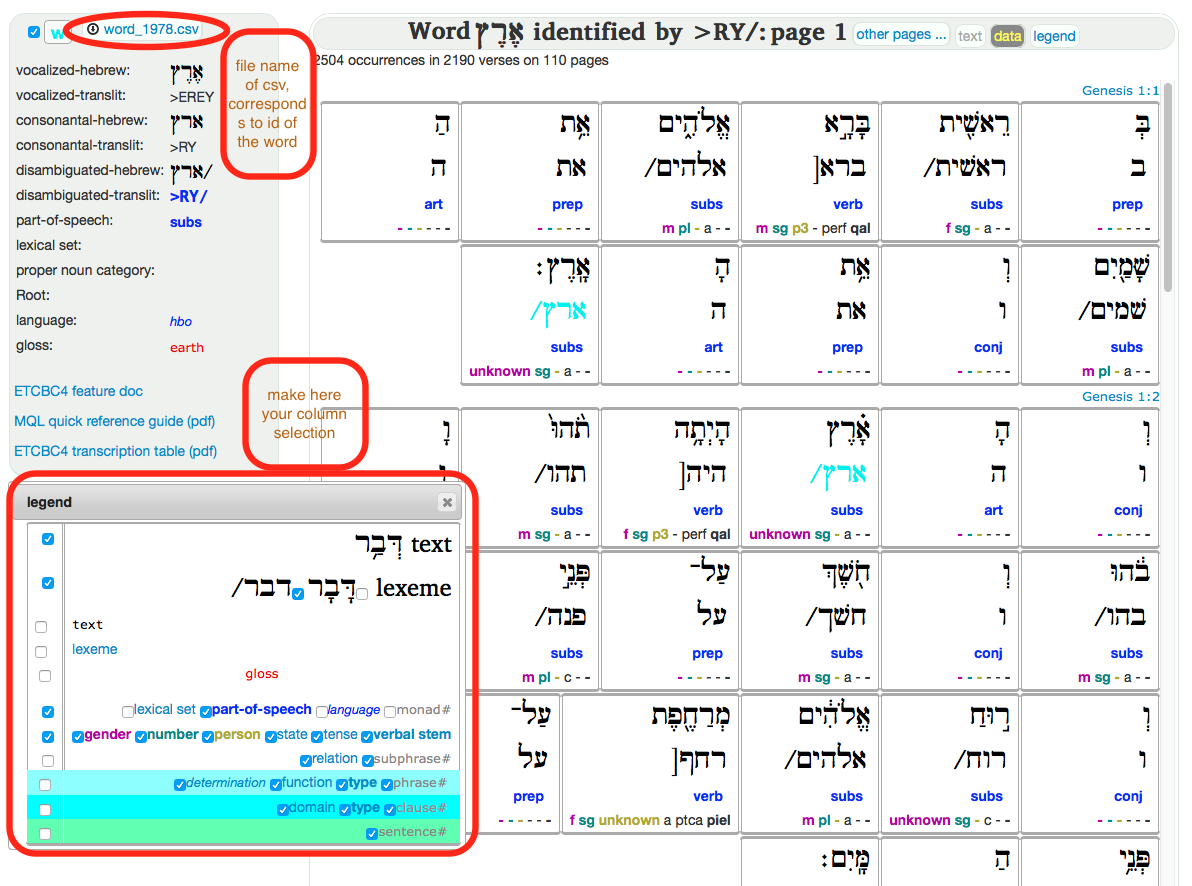 w word_1978.csv
vocalized-hebrew: אֶרֶץ
vocalized-translit: >EREY
consonantal-hebrew: ארץ
consonantal-translit: >RY
disambiguated-hebrew: ארץ/
disambiguated-translit: >RY/
part-of-speech: subs
lexical set:
proper noun category:
Root:
language: hbo
gloss: earth
ETCBC4 feature doc
MQL quick reference guide (pdf)
ETCBC4 transcription table (pdf)
file name
of csv,
correspond
s to id of
the word
make here
your column
selection
legend
text דְּבַ֥ר
lexeme דָּבָר דבר/
text
lexeme
gloss
lexical set part-of-speech language monad#
gender number person state tense verbal stem
relation subphrase#
determination function type phrase#
domain type clause#
sentence#
Word אֶרֶץ identified by >RY/: page 1 other pages ... text data legend
2504 occurrences in 2190 verses on 110 pages
Genesis 1:1
בְּ רֵאשִׁ֖ית בָּרָ֣א אֱלֹהִ֑ים אֵ֥ת הַ
ב ראשׁית/ ברא[ אלהים/ את ה
prep subs verb subs prep art
- - - - - - f sg - a - - m sg p3 - perf qal m pl - a - - - - - - - - - - - - - -
שָּׁמַ֖יִם וְ אֵ֥ת הָ אָֽרֶץ׃
שׁמים/ ו את ה ארץ/
subs conj prep art subs
m pl - a - - - - - - - - - - - - - - - - - - - - unknown sg - a - -
Genesis 1:2
וְ הָ אָ֗רֶץ הָיְתָ֥ה תֹ֙הוּ֙ וָ
ו ה ארץ/ היה[ תהו/ ו
conj art subs verb subs
- - - - - - - - - - - - unknown sg - a - - f sg p3 - perf qal m sg - a - -
בֹ֔הוּ וְ חֹ֖שֶׁךְ עַל־ פְּנֵ֣י
בהו/ ו חשׁך/ על פנה/
subs conj subs prep subs
m sg - a - - - - - - - - m sg - a - - - - - - - - m pl - c - -
וְ ר֣וּחַ אֱלֹהִ֔ים מְרַחֶ֖פֶת עַל־
ו רוח/ אלהים/ רחף[ על
conj subs subs verb prep
- - - - - - unknown sg - c - - m pl - a - - f sg unknown a ptca piel - - - - - -
פְּנֵ֥י הַ מָּֽיִם׃